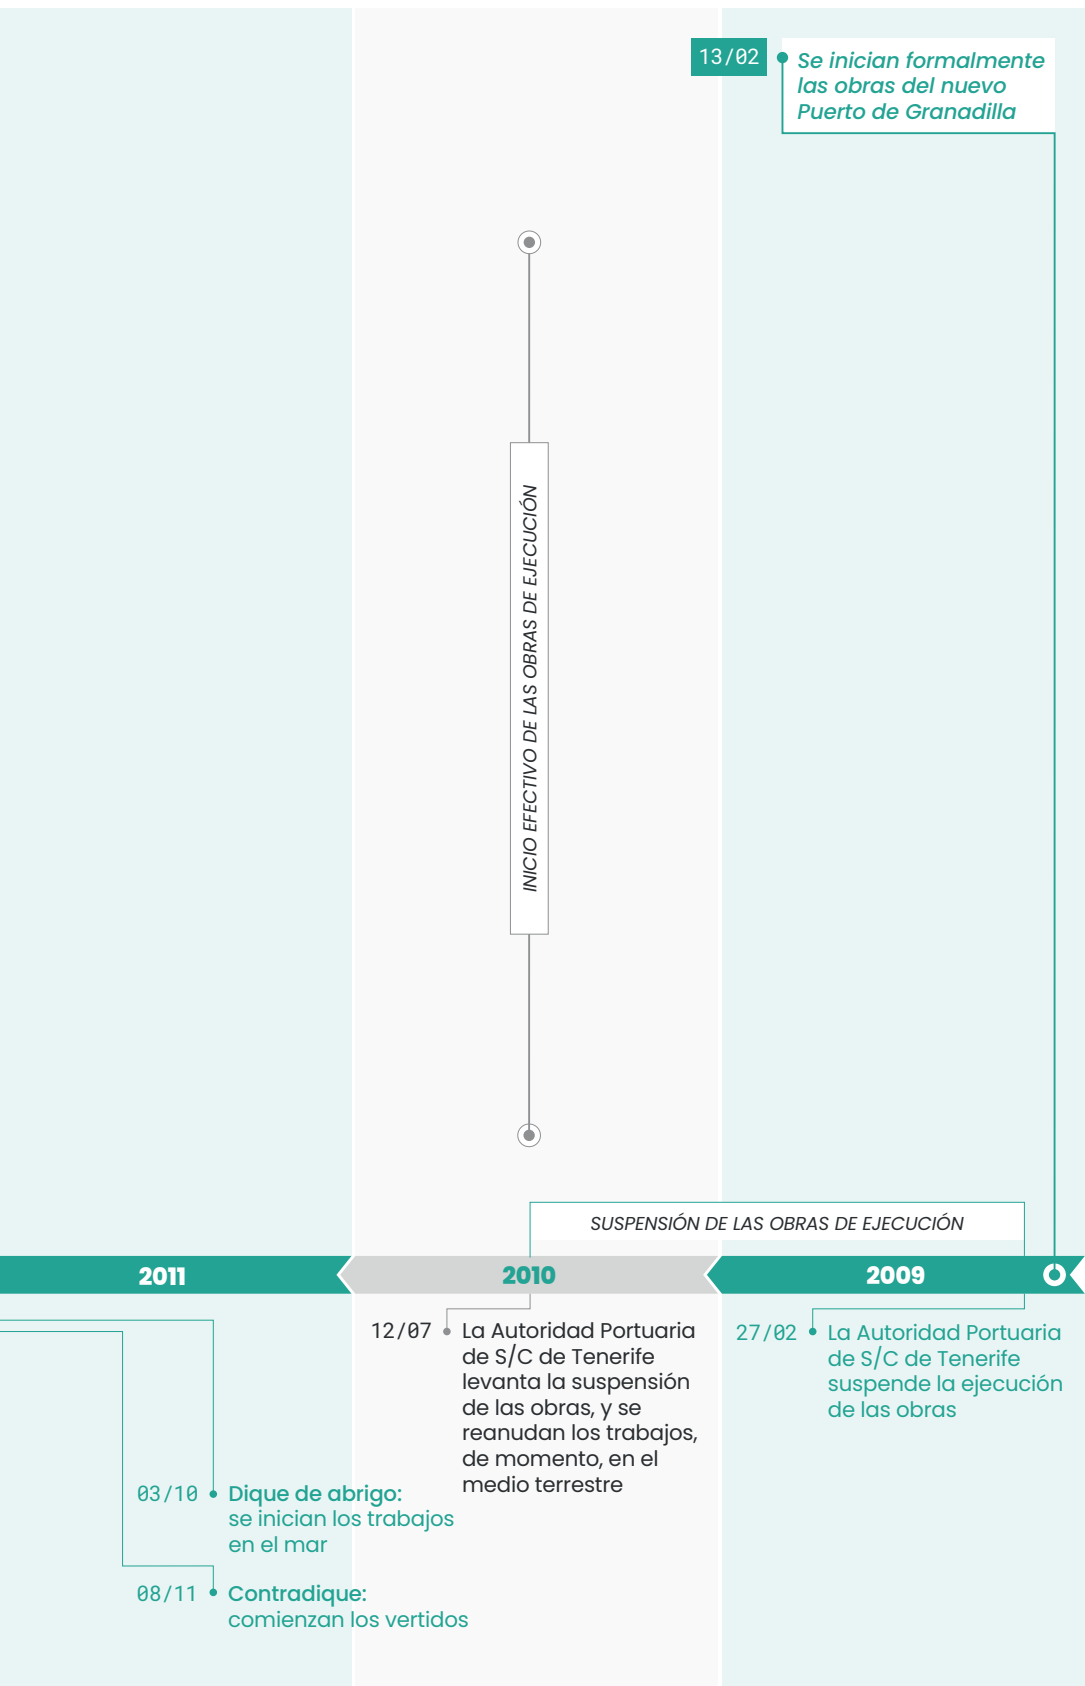 13/02
Se inician formalmente
las obras del nuevo
Puerto de Granadilla
INICIO EFECTIVO DE LAS OBRAS DE EJECUCIÓN
SUSPENSIÓN DE LAS OBRAS DE EJECUCIÓN
2011
2010
2009
12/07
La Autoridad Portuaria
de S/C de Tenerife
levanta la suspensión
de las obras, y se
reanudan los trabajos,
de momento, en el
medio terrestre
27/02
La Autoridad Portuaria
de S/C de Tenerife
suspende la ejecución
de las obras
03/10
Dique de abrigo:
se inician los trabajos
en el mar
08/11
Contradique:
comienzan los vertidos